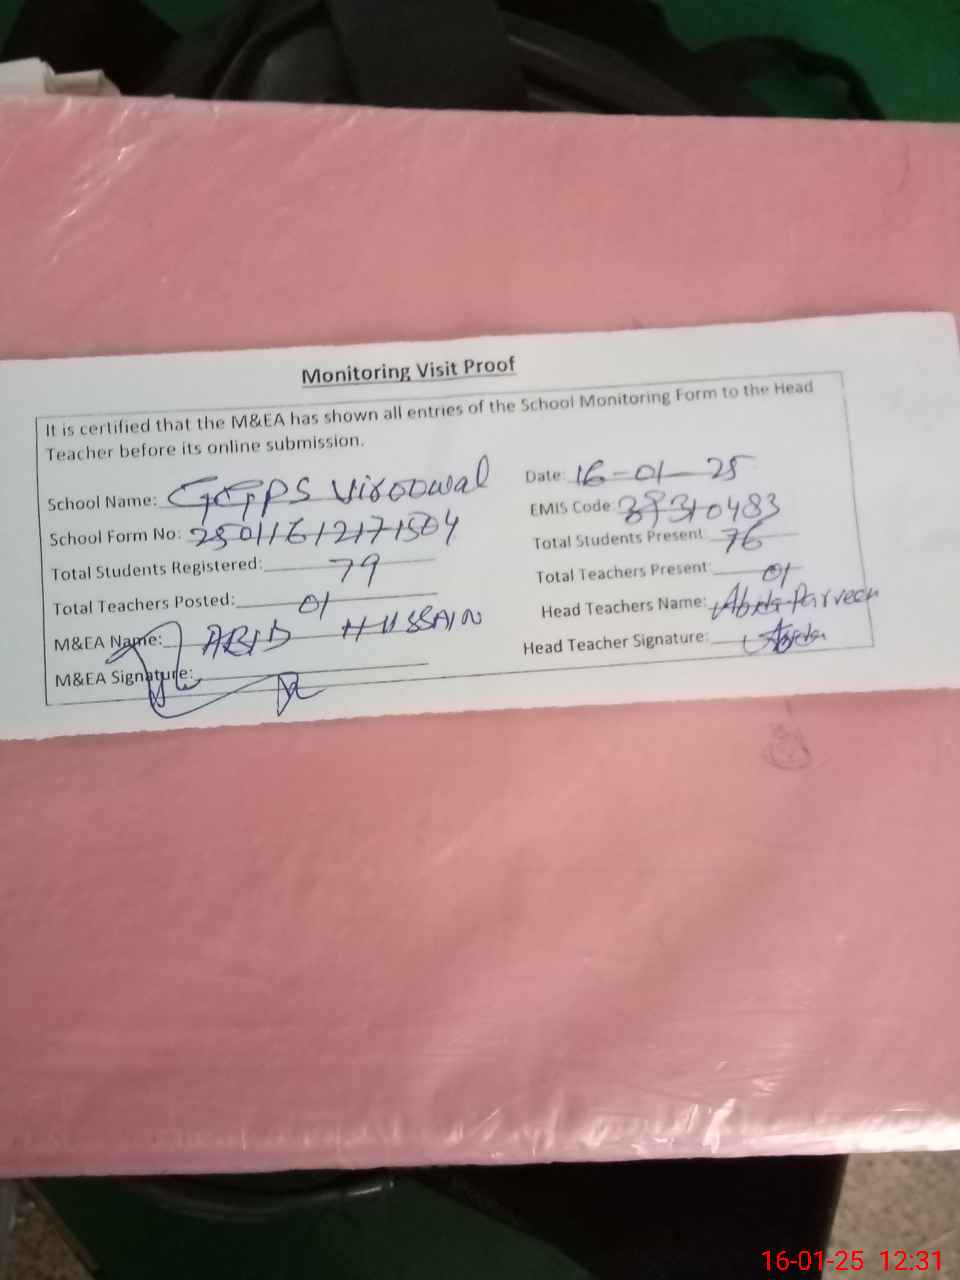 Monitoring Visit Proof
It is certified that the M&EA has shown all entries of the School Monitoring Form to the Head
Teacher before its online submission.
School Name: GGPS Viroowal Date: 16-01-25
School Form No: EMIS Code:
Total Students Registered: 79 Total Students Present: 76
Total Teachers Posted: 01 Total Teachers Present: 01
M&EA Name: ABID HUSSAIN Head Teachers Name: Parveen
M&EA Signature: Head Teacher Signature:
16-01-25 12:31